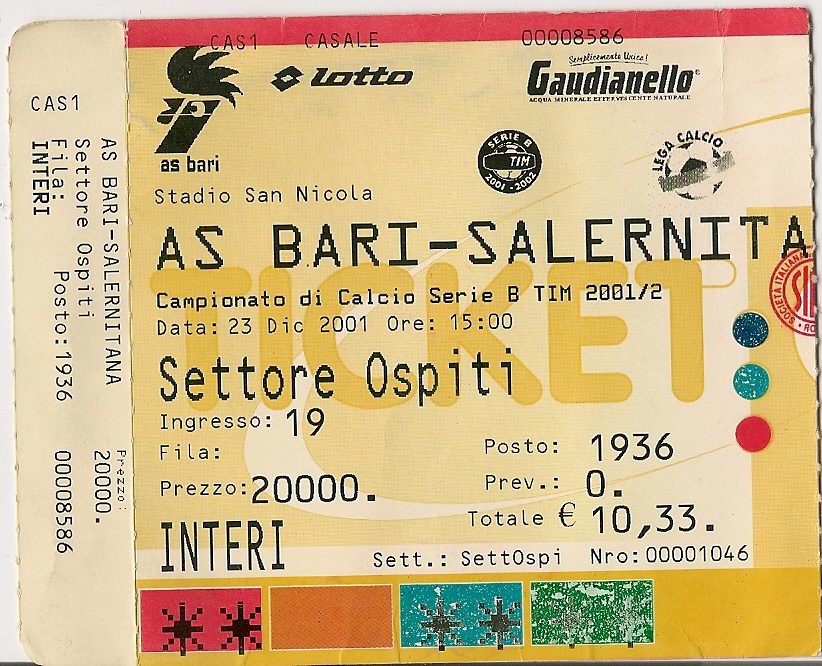 CAS1 CASALE 00008586
lotto
Semplicemente Unica!
Gaudianello
ACQUA MINERALE EFFERVESCENTE NATURALE
as bari
SERIE B
TIM
2001-2002
LEGA CALCIO
Stadio San Nicola
AS BARI-SALERNITA
Campionato di Calcio Serie B TIM 2001/2
Data: 23 Dic 2001 Ore: 15:00
TICKET
SOCIETÀ ITALIANA
Settore Ospiti
Ingresso: 19
Fila:
Posto: 1936
Prezzo: 20000.
Prev.: 0.
Totale € 10,33.
INTERI
Sett.: SettOspi Nro: 00001046
CAS1
AS BARI-SALERNITANA
Settore Ospiti
Fila: Posto: 1936
INTERI
Prezzo:
20000.
00008586